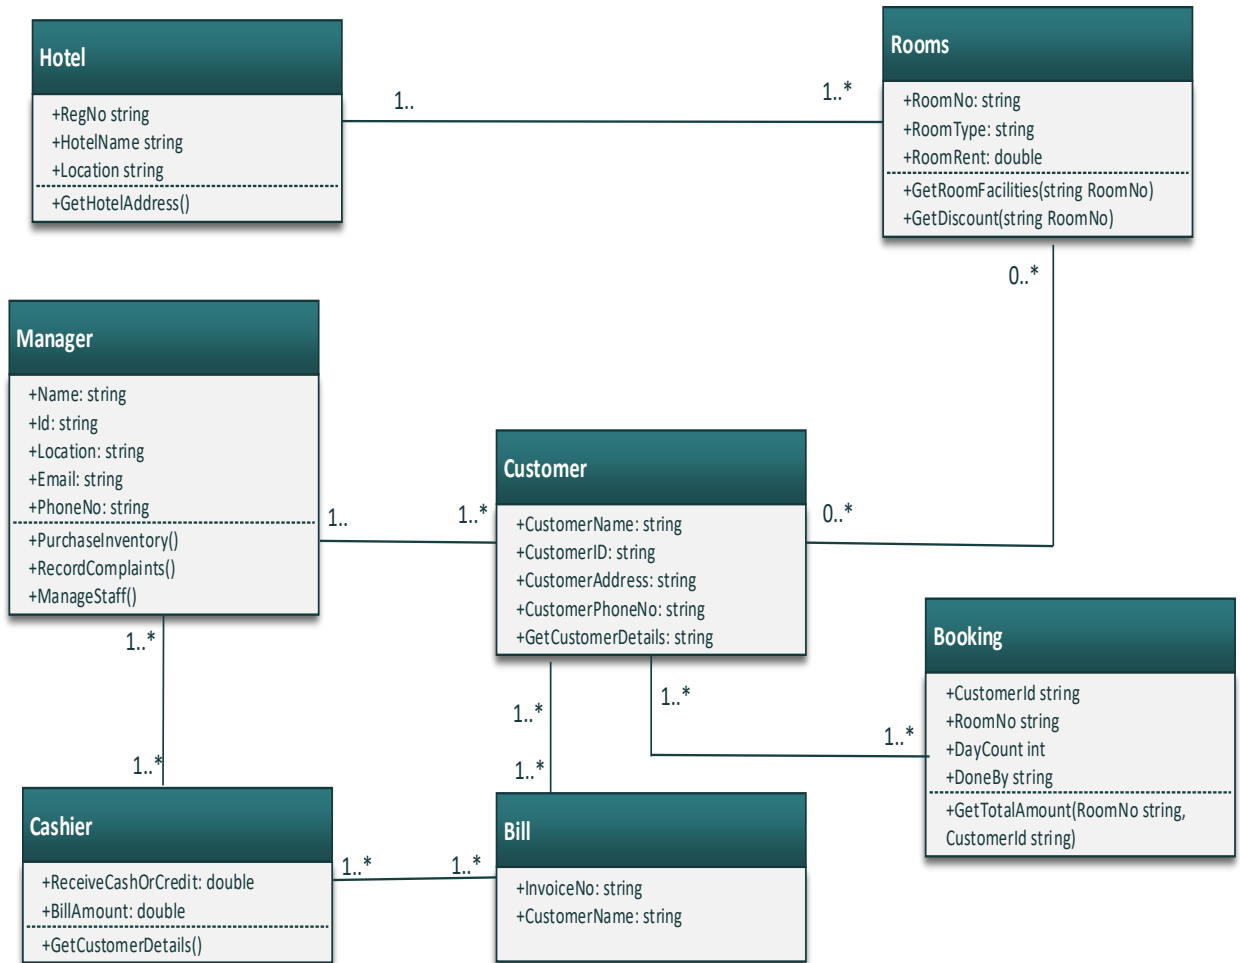 Hotel
+RegNo string
+HotelName string
+Location string
+GetHotelAddress()
1..
1..*
Rooms
+RoomNo: string
+RoomType: string
+RoomRent: double
+GetRoomFacilities(string RoomNo)
+GetDiscount(string RoomNo)
0..*
Manager
+Name: string
+Id: string
+Location: string
+Email: string
+PhoneNo: string
+PurchaseInventory()
+RecordComplaints()
+ManageStaff()
1..
1..*
Customer
+CustomerName: string
+CustomerID: string
+CustomerAddress: string
+CustomerPhoneNo: string
+GetCustomerDetails: string
0..*
1..*
1..*
1..*
1..*
1..*
1..*
Booking
+CustomerId string
+RoomNo string
+DayCount int
+DoneBy string
+GetTotalAmount(RoomNo string,
CustomerId string)
Cashier
+ReceiveCashOrCredit: double
+BillAmount: double
+GetCustomerDetails()
1..*
1..*
Bill
+InvoiceNo: string
+CustomerName: string